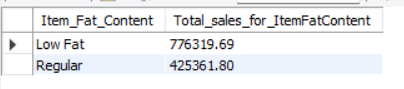 Item_Fat_Content Total_sales_for_ItemFatContent
Low Fat 776319.69
Regular 425361.80